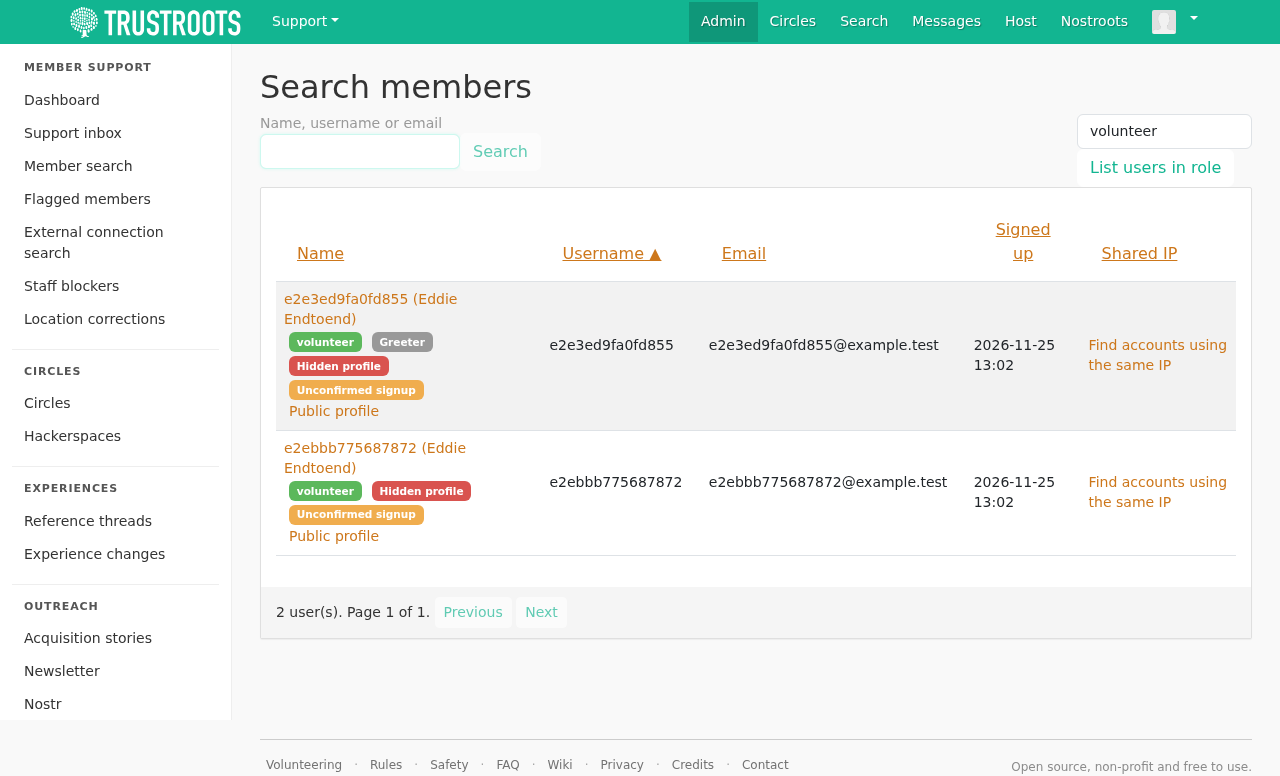 TRUSTROOTS Support Admin Circles Search Messages Host Nostroots
MEMBER SUPPORT
Dashboard
Support inbox
Member search
Flagged members
External connection
search
Staff blockers
Location corrections
CIRCLES
Circles
Hackerspaces
EXPERIENCES
Reference threads
Experience changes
OUTREACH
Acquisition stories
Newsletter
Nostr
Search members
Name, username or email
Search
volunteer
List users in role
Name Username ▲ Email Signed up Shared IP
e2e3ed9fa0fd855 (Eddie
Endtoend)
volunteer Greeter
Hidden profile
Unconfirmed signup
Public profile
e2e3ed9fa0fd855
e2e3ed9fa0fd855@example.test
2026-11-25
13:02
Find accounts using
the same IP
e2ebbb775687872 (Eddie
Endtoend)
volunteer Hidden profile
Unconfirmed signup
Public profile
e2ebbb775687872
e2ebbb775687872@example.test
2026-11-25
13:02
Find accounts using
the same IP
2 user(s). Page 1 of 1. Previous Next
Volunteering · Rules · Safety · FAQ · Wiki · Privacy · Credits · Contact
Open source, non-profit and free to use.